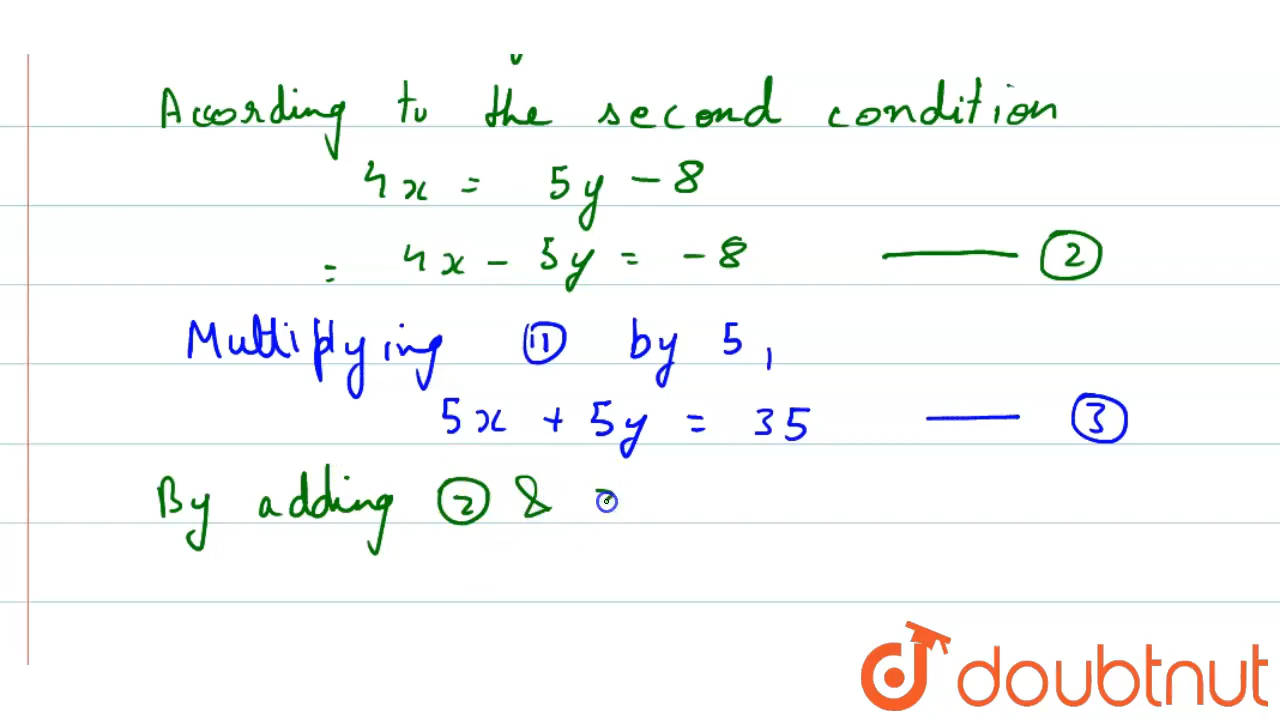 According to the second condition
4x = 5y - 8
= 4x - 5y = -8 ——— ②
Multiplying ⑪ by 5,
5x + 5y = 35 ——— ③
By adding ② &
doubtnut